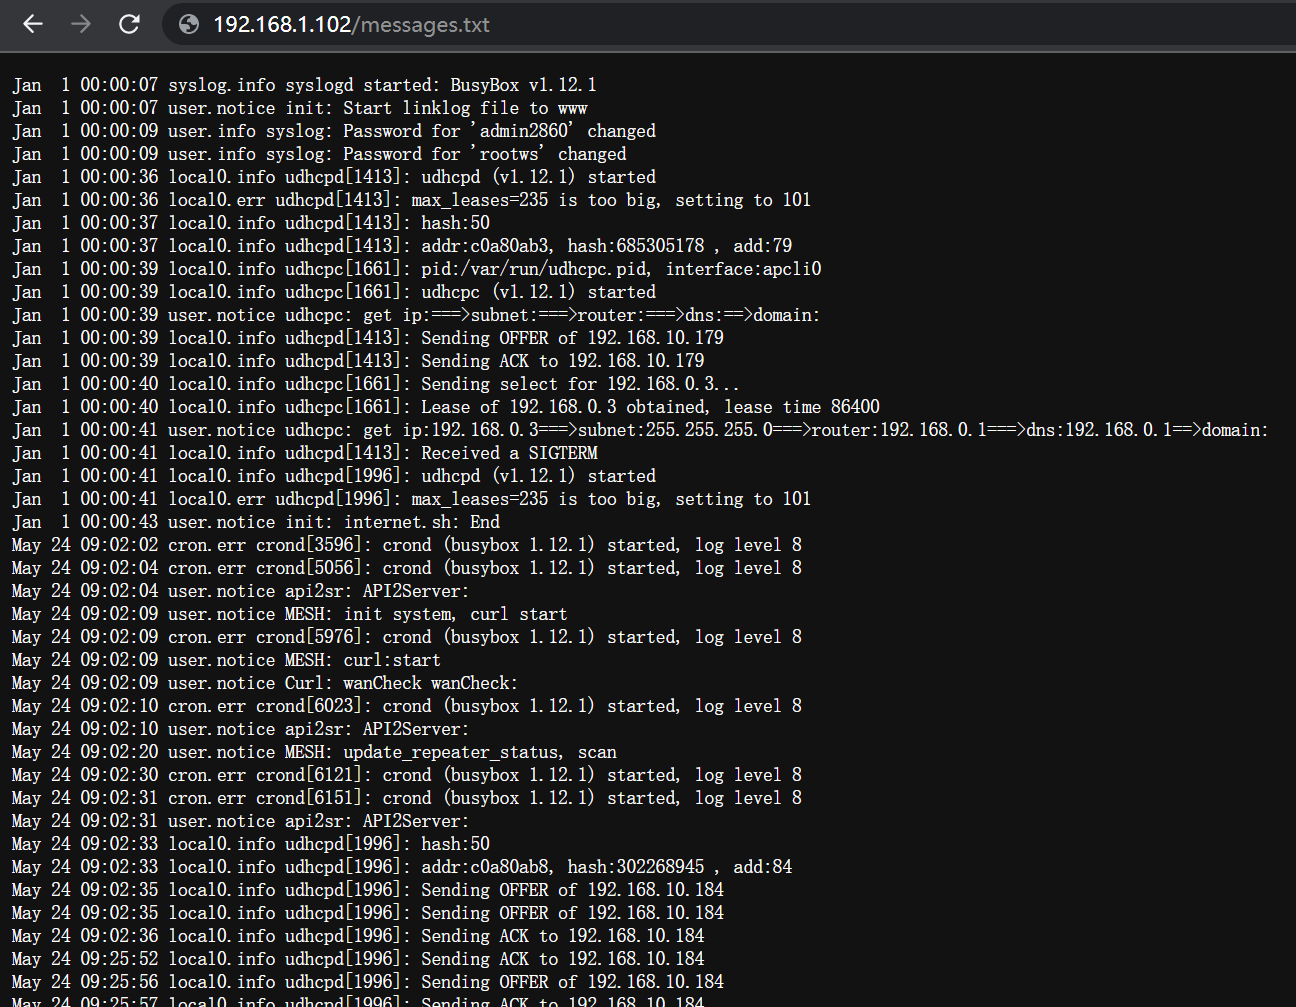 192.168.1.102/messages.txt
Jan  1 00:00:07 syslog.info syslogd started: BusyBox v1.12.1
Jan  1 00:00:07 user.notice init: Start linklog file to www
Jan  1 00:00:09 user.info syslog: Password for 'admin2860' changed
Jan  1 00:00:09 user.info syslog: Password for 'rootws' changed
Jan  1 00:00:36 local0.info udhcpd[1413]: udhcpd (v1.12.1) started
Jan  1 00:00:36 local0.err udhcpd[1413]: max_leases=235 is too big, setting to 101
Jan  1 00:00:37 local0.info udhcpd[1413]: hash:50
Jan  1 00:00:37 local0.info udhcpd[1413]: addr:c0a80ab3, hash:685305178 , add:79
Jan  1 00:00:39 local0.info udhcpc[1661]: pid:/var/run/udhcpc.pid, interface:apcli0
Jan  1 00:00:39 local0.info udhcpc[1661]: udhcpc (v1.12.1) started
Jan  1 00:00:39 user.notice udhcpc: get ip:===>subnet:===>router:===>dns:==>domain:
Jan  1 00:00:39 local0.info udhcpd[1413]: Sending OFFER of 192.168.10.179
Jan  1 00:00:39 local0.info udhcpd[1413]: Sending ACK to 192.168.10.179
Jan  1 00:00:40 local0.info udhcpc[1661]: Sending select for 192.168.0.3...
Jan  1 00:00:40 local0.info udhcpc[1661]: Lease of 192.168.0.3 obtained, lease time 86400
Jan  1 00:00:41 user.notice udhcpc: get ip:192.168.0.3===>subnet:255.255.255.0===>router:192.168.0.1===>dns:192.168.0.1==>domain:
Jan  1 00:00:41 local0.info udhcpd[1413]: Received a SIGTERM
Jan  1 00:00:41 local0.info udhcpd[1996]: udhcpd (v1.12.1) started
Jan  1 00:00:41 local0.err udhcpd[1996]: max_leases=235 is too big, setting to 101
Jan  1 00:00:43 user.notice init: internet.sh: End
May 24 09:02:02 cron.err crond[3596]: crond (busybox 1.12.1) started, log level 8
May 24 09:02:04 cron.err crond[5056]: crond (busybox 1.12.1) started, log level 8
May 24 09:02:04 user.notice api2sr: API2Server:
May 24 09:02:09 user.notice MESH: init system, curl start
May 24 09:02:09 cron.err crond[5976]: crond (busybox 1.12.1) started, log level 8
May 24 09:02:09 user.notice MESH: curl:start
May 24 09:02:09 user.notice Curl: wanCheck wanCheck:
May 24 09:02:10 cron.err crond[6023]: crond (busybox 1.12.1) started, log level 8
May 24 09:02:10 user.notice api2sr: API2Server:
May 24 09:02:20 user.notice MESH: update_repeater_status, scan
May 24 09:02:30 cron.err crond[6121]: crond (busybox 1.12.1) started, log level 8
May 24 09:02:31 cron.err crond[6151]: crond (busybox 1.12.1) started, log level 8
May 24 09:02:31 user.notice api2sr: API2Server:
May 24 09:02:33 local0.info udhcpd[1996]: hash:50
May 24 09:02:33 local0.info udhcpd[1996]: addr:c0a80ab8, hash:302268945 , add:84
May 24 09:02:35 local0.info udhcpd[1996]: Sending OFFER of 192.168.10.184
May 24 09:02:35 local0.info udhcpd[1996]: Sending OFFER of 192.168.10.184
May 24 09:02:36 local0.info udhcpd[1996]: Sending ACK to 192.168.10.184
May 24 09:25:52 local0.info udhcpd[1996]: Sending ACK to 192.168.10.184
May 24 09:25:56 local0.info udhcpd[1996]: Sending OFFER of 192.168.10.184
May 24 09:25:57 local0.info udhcpd[1996]: Sending ACK to 192.168.10.184